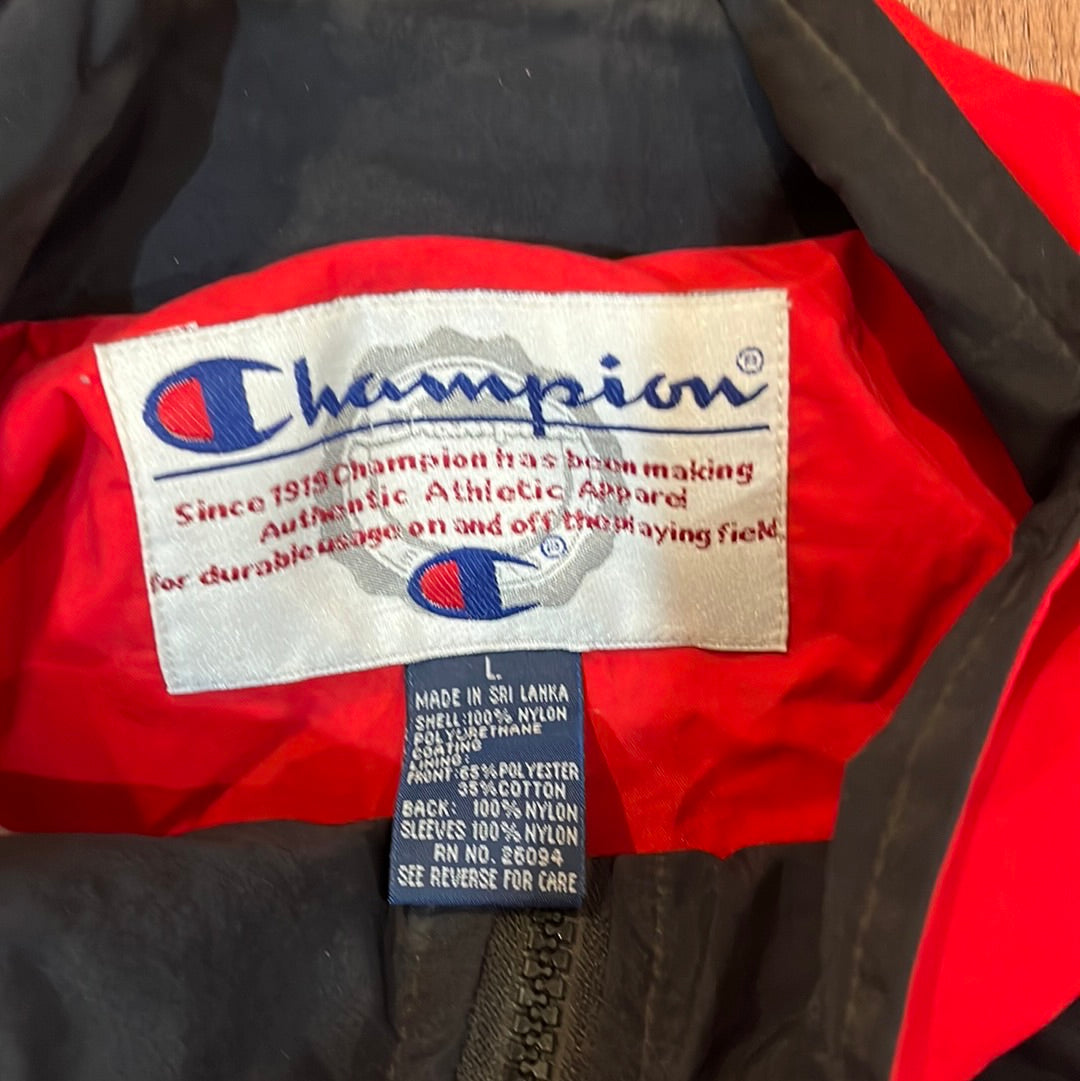 Champion®
Since 1919 Champion has been making
Authentic Athletic Apparel
for durable usage on and off the playing field.
®
L.
MADE IN SRI LANKA
SHELL:100% NYLON
POLYURETHANE
COATING
LINING:
FRONT:65%POLYESTER
35%COTTON
BACK: 100% NYLON
SLEEVES 100% NYLON
RN NO. 26094
SEE REVERSE FOR CARE